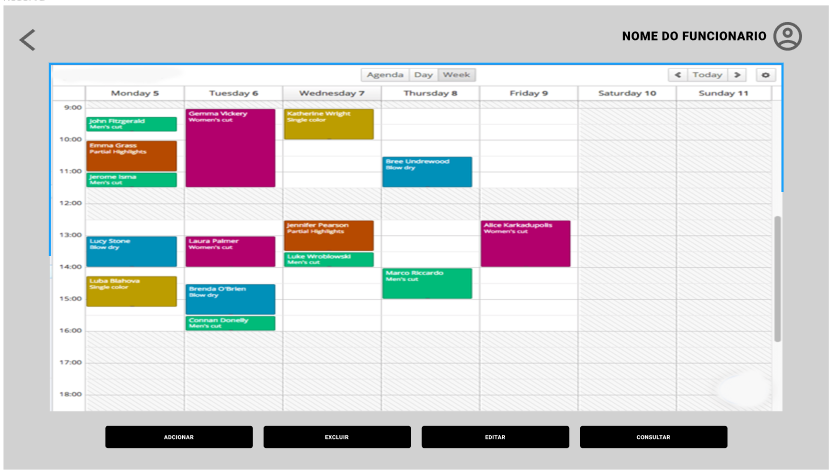 NOME DO FUNCIONARIO
Agenda Day Week
Today
Monday 5 Tuesday 6 Wednesday 7 Thursday 8 Friday 9 Saturday 10 Sunday 11
9:00
Gemma Vickery
Women's cut
Katherine Wright
Single color
John Fitzgerald
Men's cut
10:00
Emma Grass
Partial Highlights
Bree Undrewood
Blow dry
11:00
Jerome Isma
Men's cut
12:00
Jennifer Pearson
Partial Highlights
Alice Karkadupolis
Women's cut
13:00
Lucy Stone
Blow dry
Laura Palmer
Women's cut
Luke Wroblowski
Men's cut
14:00
Marco Riccardo
Men's cut
Luba Blahova
Single color
Brenda O'Brien
Blow dry
15:00
Connan Donelly
Men's cut
16:00
17:00
18:00
ADCIONAR EXCLUIR EDITAR CONSULTAR